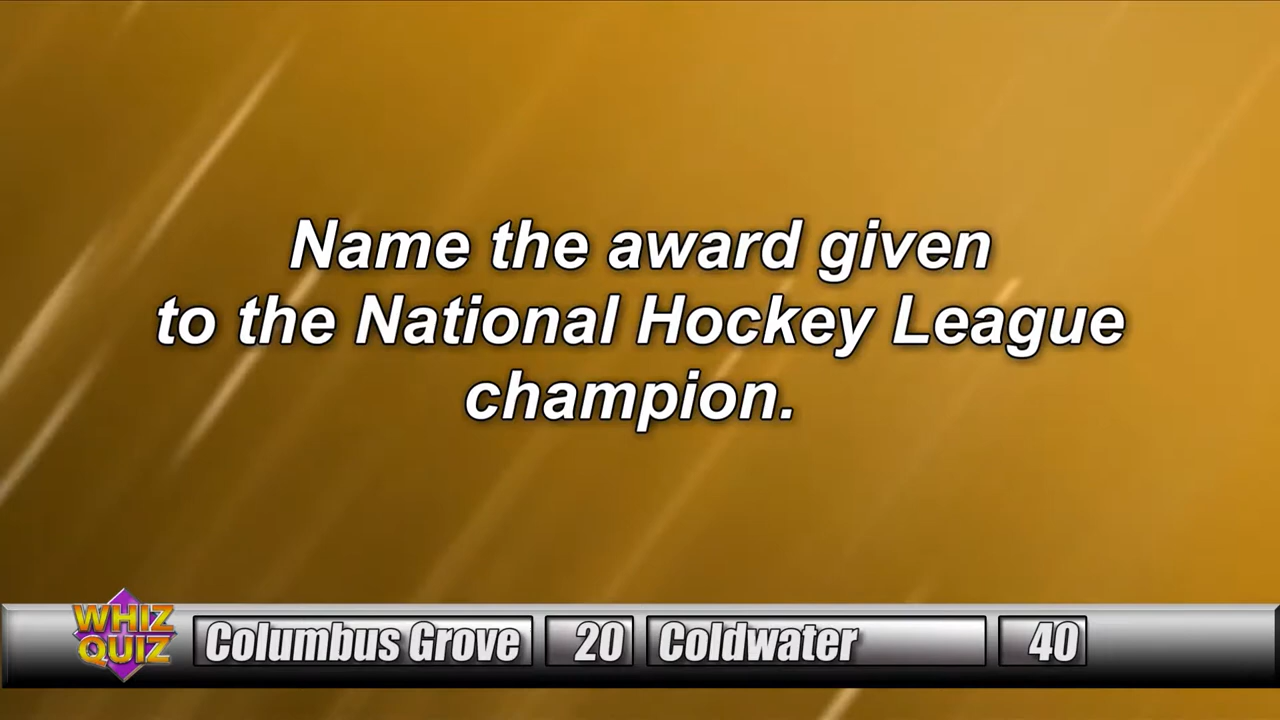 Name the award given
to the National Hockey League
champion.
WHIZ
QUIZ
Columbus Grove 20 Coldwater 40